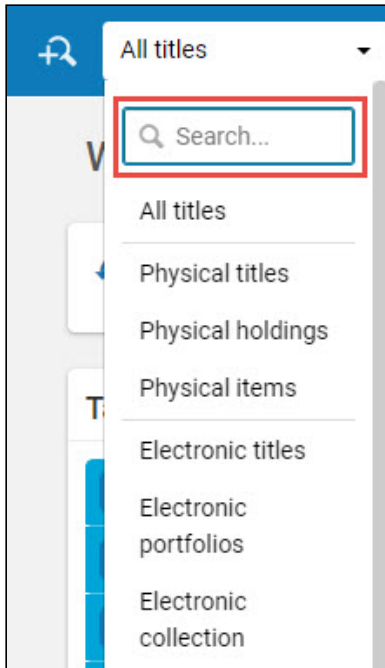 All titles
Search...
All titles
Physical titles
Physical holdings
Physical items
Electronic titles
Electronic
portfolios
Electronic
collection